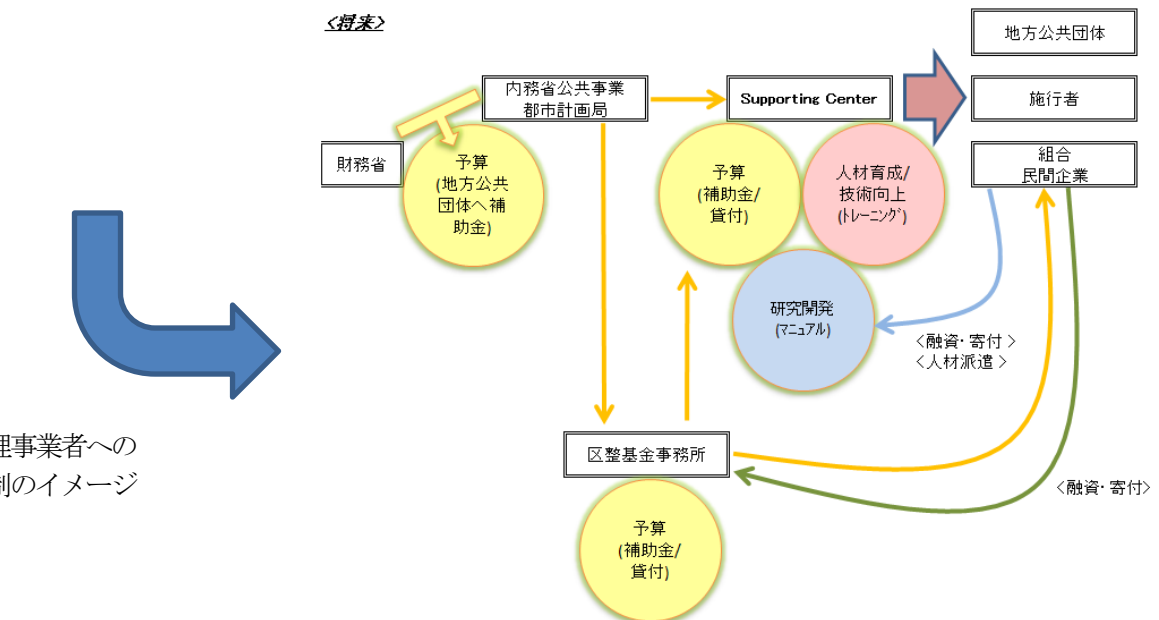 <将来>
地方公共団体
内務省公共事業
都市計画局
Supporting Center
施行者
財務省
予算
(地方公共
団体へ補
助金)
予算
(補助金/
貸付)
人材育成/
技術向上
(ﾄﾚｰﾆﾝｸﾞ)
組合
民間企業
研究開発
(ﾏﾆｭｱﾙ)
<融資・寄付>
<人材派遣>
理事業者への
制のイメージ
区整基金事務所
<融資・寄付>
予算
(補助金/
貸付)